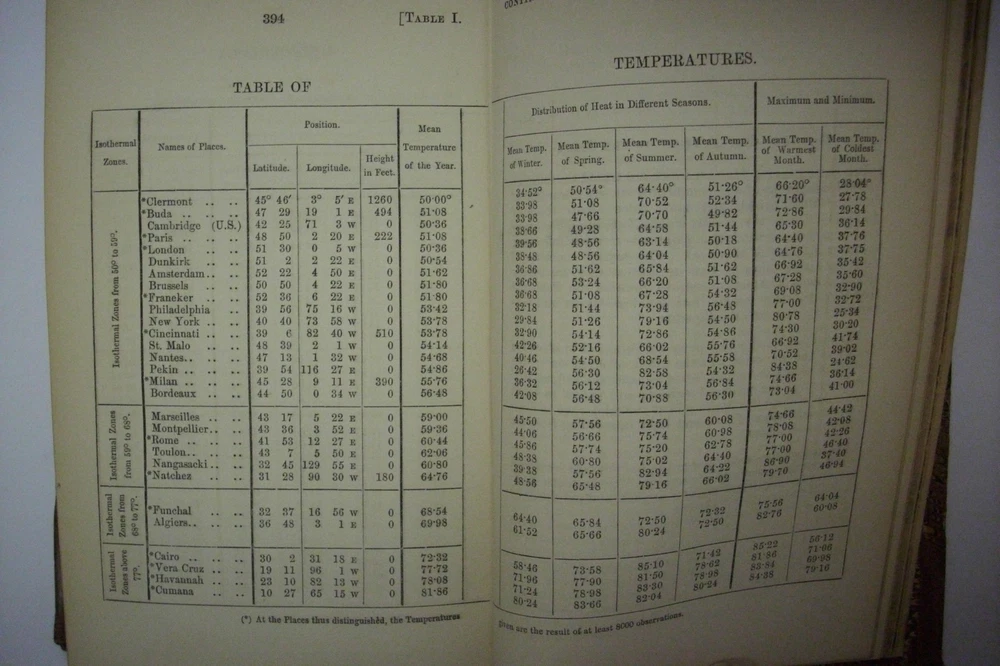 394
[TABLE I.
TABLE OF
Isothermal Zones. Names of Places. Position. Mean Temperature of the Year.
Latitude. Longitude. Height in Feet.
Isothermal Zones from 50° to 59°.
*Clermont .. .. 45° 46′ 3° 5′ E 1260 50·00°
*Buda .. .. .. 47 29 19 1 E 494 51·08
Cambridge (U.S.) 42 25 71 3 W 0 50·36
*Paris .. .. .. 48 50 2 20 E 222 51·08
*London .. .. 51 30 0 5 W 0 50·36
Dunkirk .. .. 51 2 2 22 E 0 50·54
Amsterdam .. .. 52 22 4 50 E 0 51·62
Brussels .. .. 50 50 4 22 E 0 51·80
*Franeker .. .. 52 36 6 22 E 0 51·80
Philadelphia .. 39 56 75 16 W 0 53·42
New York .. .. 40 40 73 58 W 0 53·78
*Cincinnati .. .. 39 6 82 40 W 510 53·78
St. Malo .. .. 48 39 2 1 W 0 54·14
Nantes .. .. .. 47 13 1 32 W 0 54·68
Pekin .. .. .. 39 54 116 27 E 0 54·86
*Milan .. .. .. 45 28 9 11 E 390 55·76
Bordeaux .. .. 44 50 0 34 W 0 56·48
Isothermal Zones from 59° to 68°.
Marseilles .. .. 43 17 5 22 E 0 59·00
Montpellier .. .. 43 36 3 52 E 0 59·36
*Rome .. .. .. 41 53 12 27 E 0 60·44
Toulon .. .. .. 43 7 5 50 E 0 62·06
Nangasacki .. .. 32 45 129 55 E 0 60·80
*Natchez .. .. 31 28 90 30 W 180 64·76
Isothermal Zones from 68° to 77°.
*Funchal .. .. 32 37 16 56 W 0 68·54
Algiers .. .. .. 36 48 3 1 E 0 69·98
Isothermal Zones above 77°.
*Cairo .. .. .. 30 2 31 18 E 0 72·32
*Vera Cruz .. .. 19 11 96 1 W 0 77·72
*Havannah .. .. 23 10 82 13 W 0 78·08
*Cumana .. .. 10 27 65 15 W 0 81·86
(*) At the Places thus distinguished, the Temperatures
TEMPERATURES.
Distribution of Heat in Different Seasons. Maximum and Minimum.
Mean Temp. of Winter. Mean Temp. of Spring. Mean Temp. of Summer. Mean Temp. of Autumn. Mean Temp. of Warmest Month. Mean Temp. of Coldest Month.
34·52° 50·54° 64·40° 51·26° 66·20° 28·04°
33·98 51·08 70·52 52·34 71·60 27·78
33·98 47·66 70·70 49·82 72·86 29·84
38·66 49·28 64·58 51·44 65·30 36·14
39·56 48·56 63·14 50·18 64·40 37·76
38·48 48·56 64·04 50·90 64·76 37·75
36·86 51·62 65·84 51·62 66·92 35·42
36·68 53·24 66·20 51·08 67·28 35·60
36·68 51·08 67·28 54·32 69·08 32·90
32·18 51·44 73·94 56·48 77·00 32·72
29·84 51·26 79·16 54·50 80·78 25·34
32·90 54·14 72·86 54·86 74·30 30·20
42·26 52·16 66·02 55·76 66·92 41·74
40·46 54·50 68·54 55·58 70·52 39·02
26·42 56·30 82·58 54·32 84·38 24·62
36·32 56·12 73·04 56·84 74·66 36·14
42·08 56·48 70·88 56·30 73·04 41·00
45·50 57·56 72·50 60·08 74·66 44·42
44·06 56·66 75·74 60·98 78·08 42·08
45·86 57·74 75·20 62·78 77·00 42·26
48·38 60·80 75·02 64·40 77·00 46·40
39·38 57·56 82·94 64·22 86·90 37·40
48·56 65·48 79·16 66·02 79·70 46·94
64·40 65·84 72·50 72·32 75·56 64·04
61·52 65·66 80·24 72·50 82·76 60·08
58·46 73·58 85·10 71·42 85·22 56·12
71·96 77·90 81·50 78·62 81·86 71·06
71·24 78·98 83·30 78·98 83·84 69·98
80·24 83·66 82·04 80·24 84·38 79·16
given are the result of at least 8000 observations.